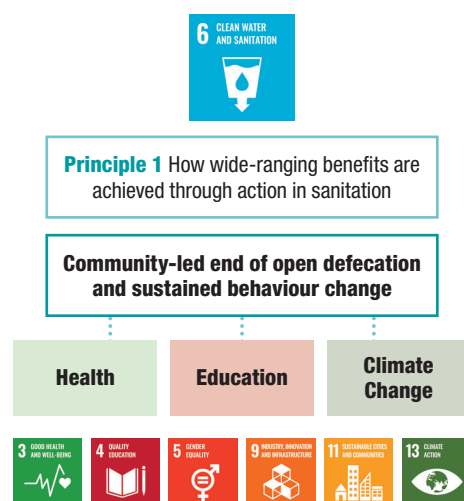 6 CLEAN WATER
AND SANITATION
Principle 1 How wide-ranging benefits are
achieved through action in sanitation
Community-led end of open defecation
and sustained behaviour change
Health
Education
Climate
Change
3 GOOD HEALTH
AND WELL-BEING
4 QUALITY
EDUCATION
5 GENDER
EQUALITY
9 INDUSTRY, INNOVATION
AND INFRASTRUCTURE
11 SUSTAINABLE CITIES
AND COMMUNITIES
13 CLIMATE
ACTION